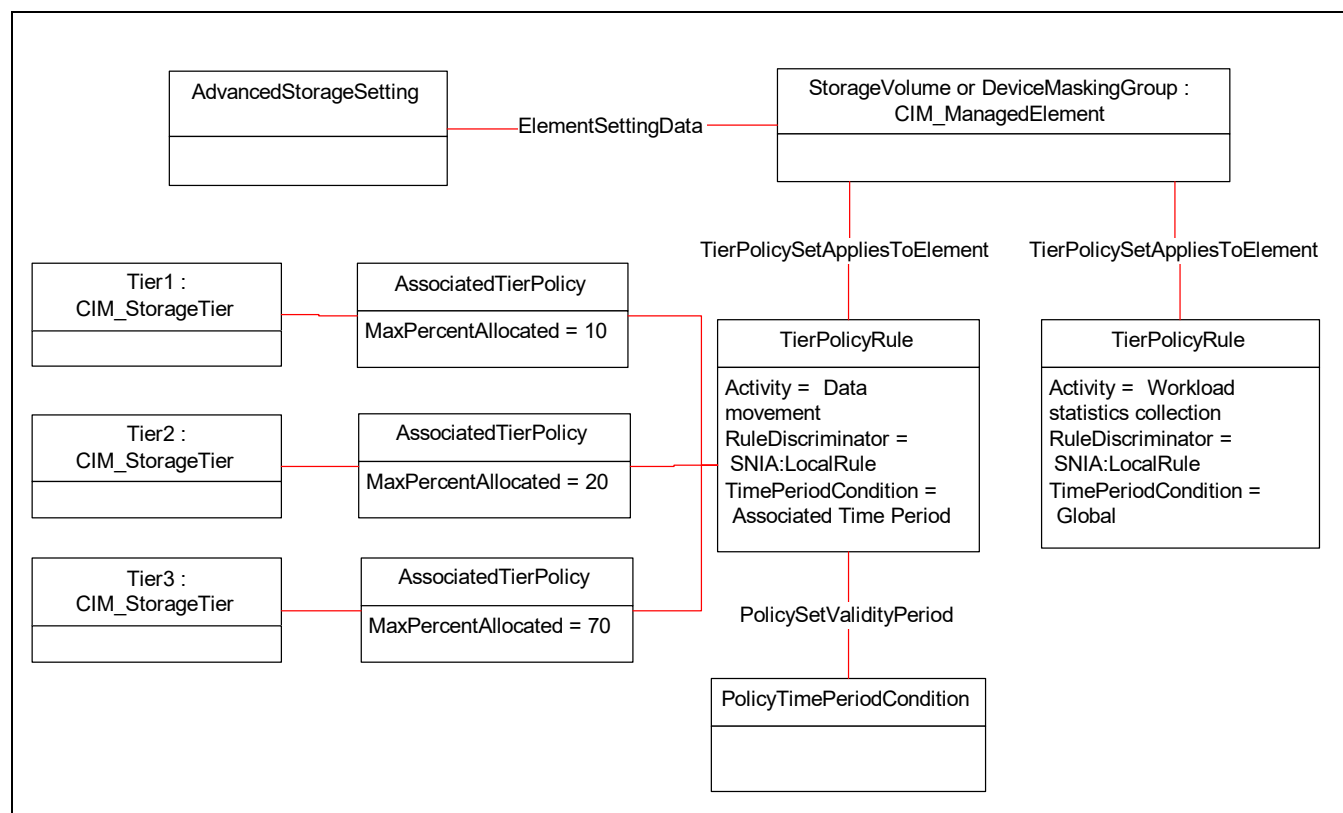 AdvancedStorageSetting
StorageVolume or DeviceMaskingGroup :
CIM_ManagedElement
ElementSettingData
TierPolicySetAppliesToElement
TierPolicySetAppliesToElement
Tier1 :
CIM_StorageTier
AssociatedTierPolicy
MaxPercentAllocated = 10
Tier2 :
CIM_StorageTier
AssociatedTierPolicy
MaxPercentAllocated = 20
Tier3 :
CIM_StorageTier
AssociatedTierPolicy
MaxPercentAllocated = 70
TierPolicyRule
Activity = Data
movement
RuleDiscriminator =
SNIA:LocalRule
TimePeriodCondition =
Associated Time Period
TierPolicyRule
Activity = Workload
statistics collection
RuleDiscriminator =
SNIA:LocalRule
TimePeriodCondition =
Global
PolicySetValidityPeriod
PolicyTimePeriodCondition